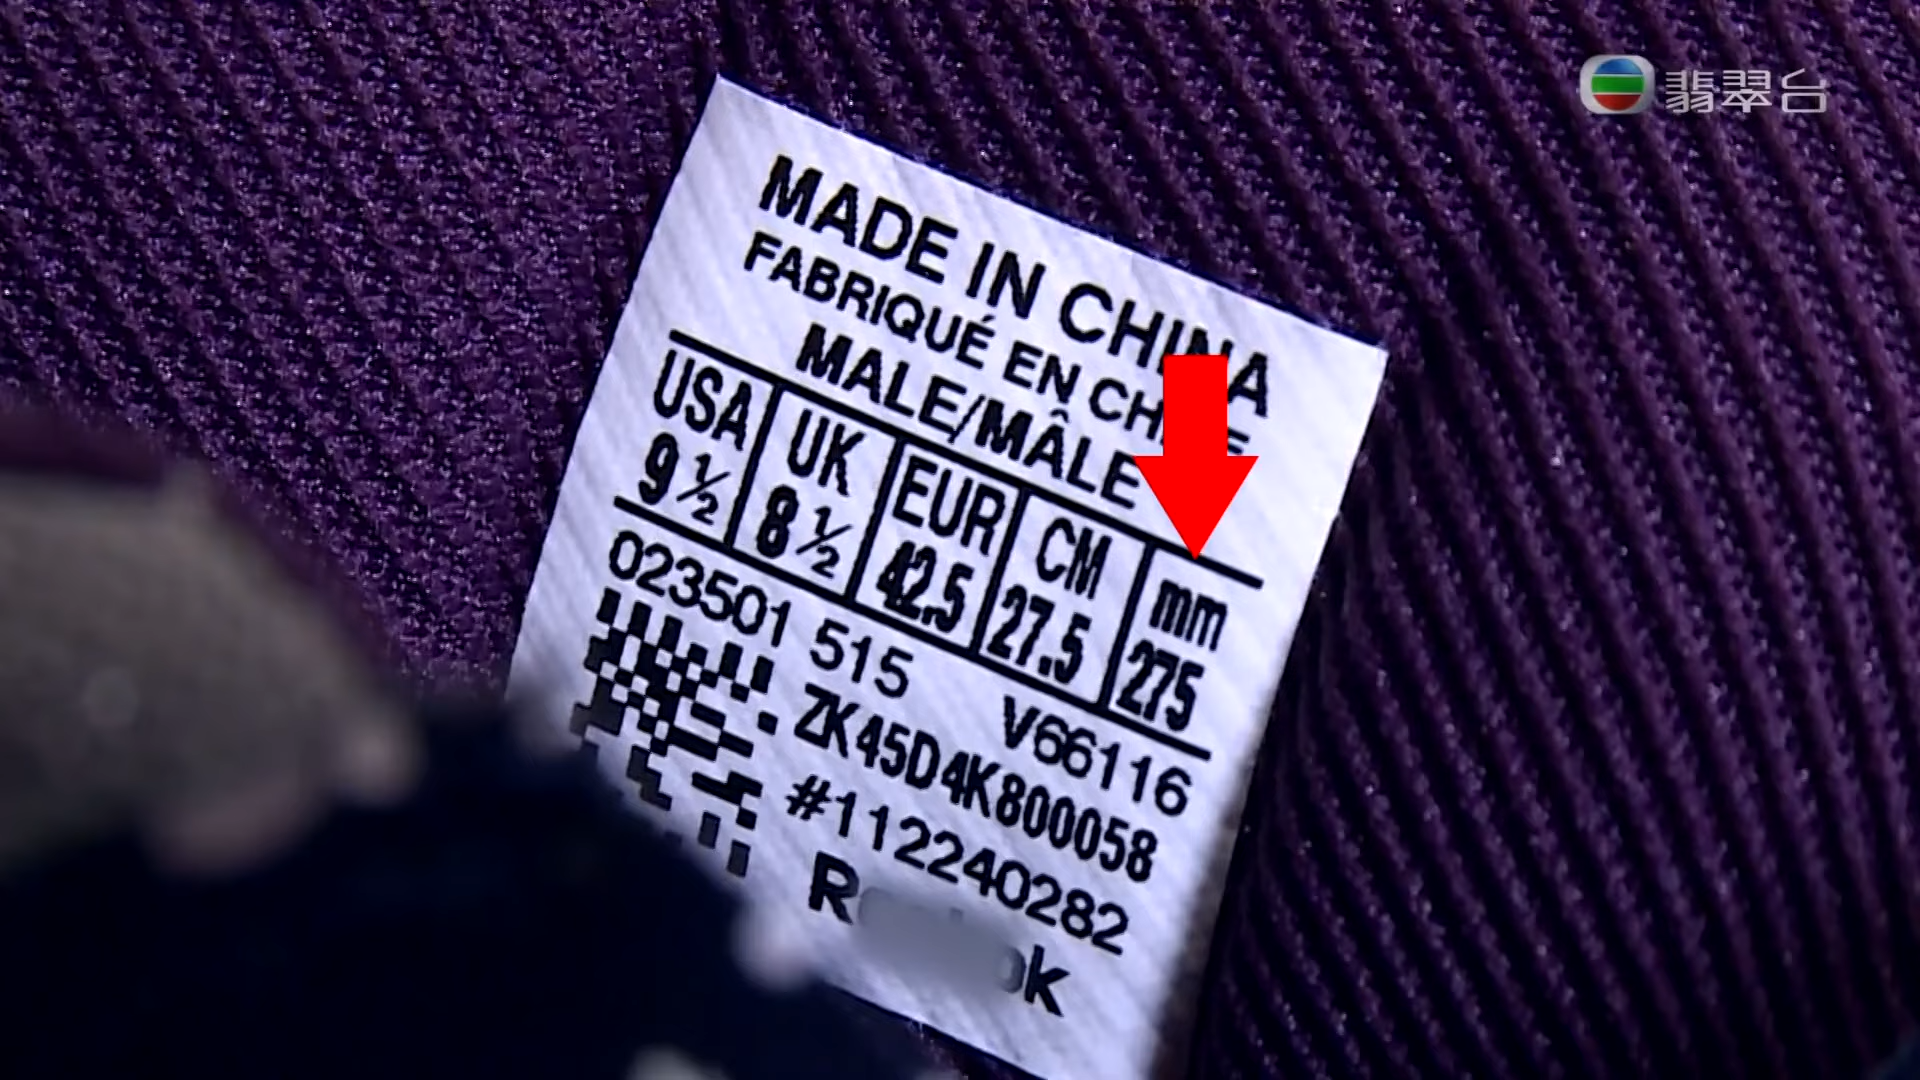 翡翠台
MADE IN CHINA
FABRIQUÉ EN
MALE/MÂLE
USA UK EUR CM mm
9½ 8½ 42.5 27.5 275
023501 515 V66116
ZK45D4K800058
#112240282